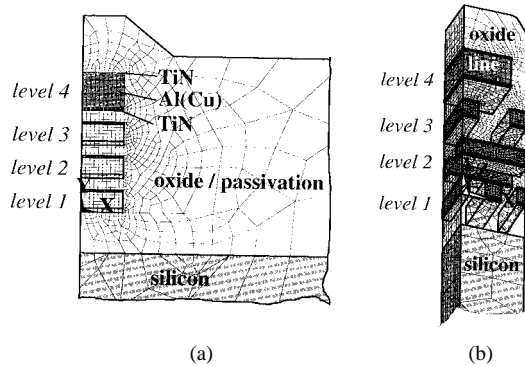 TiN
Al(Cu)
TiN
level 4
level 3
level 2
level 1
Y
X
oxide / passivation
silicon
(a)
oxide
line
level 4
level 3
level 2
level 1
silicon
(b)